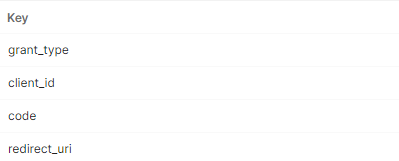 Key
grant_type
client_id
code
redirect_uri